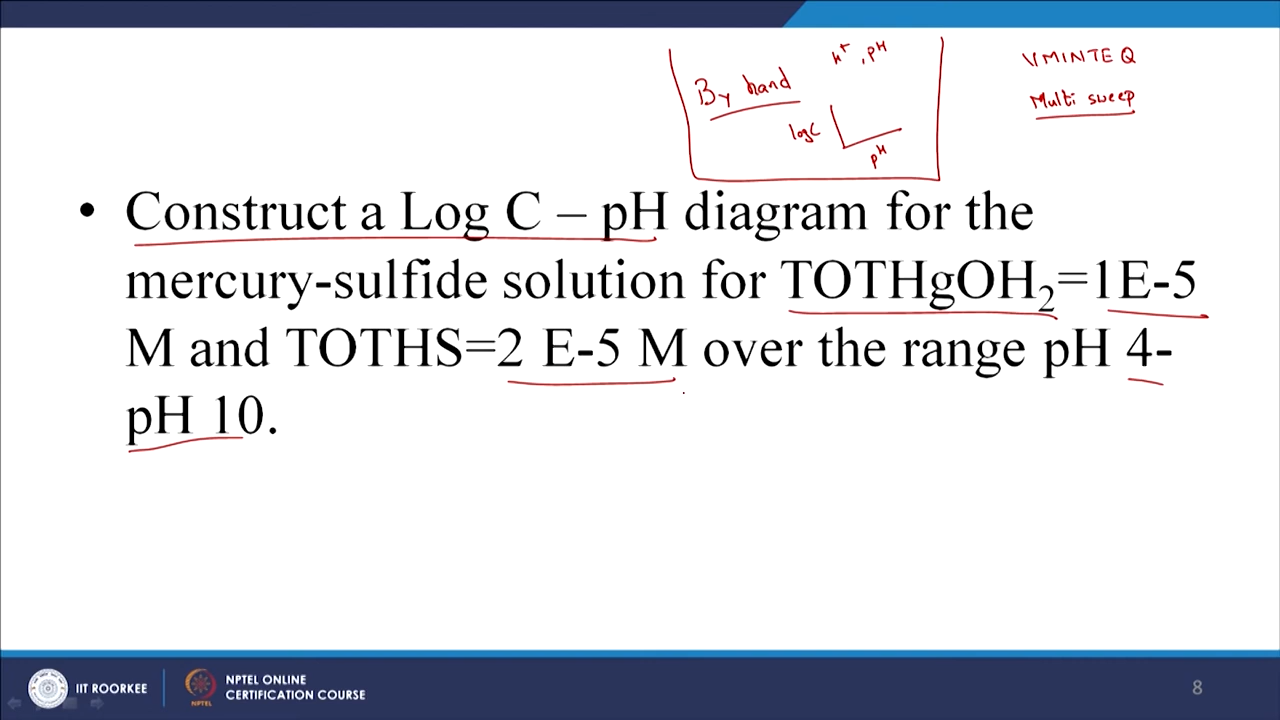 By hand
H+, pH
log C
pH
VMINTEQ
Multi sweep
• Construct a Log C – pH diagram for the
mercury-sulfide solution for TOTHgOH₂=1E-5
M and TOTHS=2 E-5 M over the range pH 4-
pH 10.
IIT ROORKEE
NPTEL ONLINE
CERTIFICATION COURSE
NPTEL
8